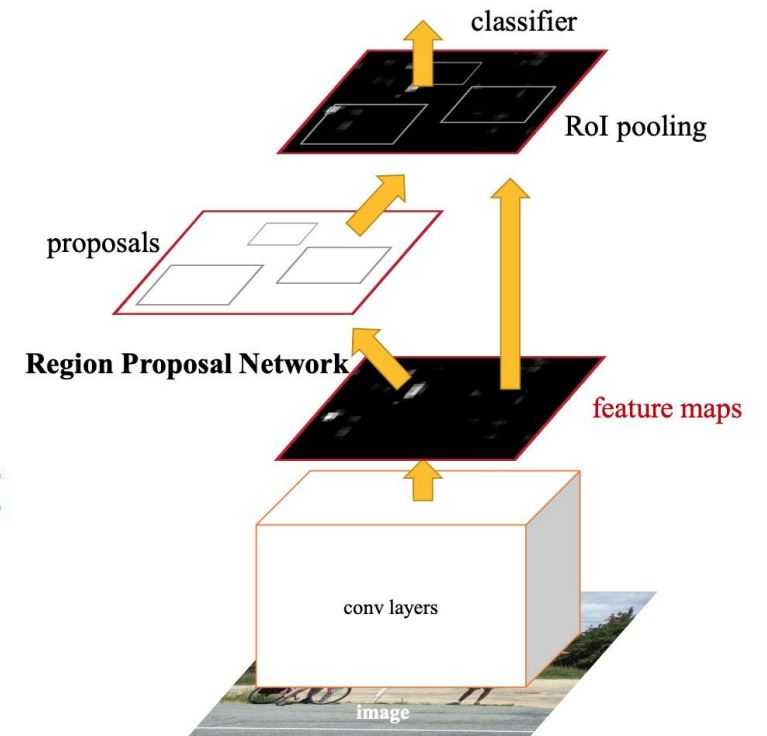 classifier
RoI pooling
proposals
Region Proposal Network
feature maps
conv layers
image